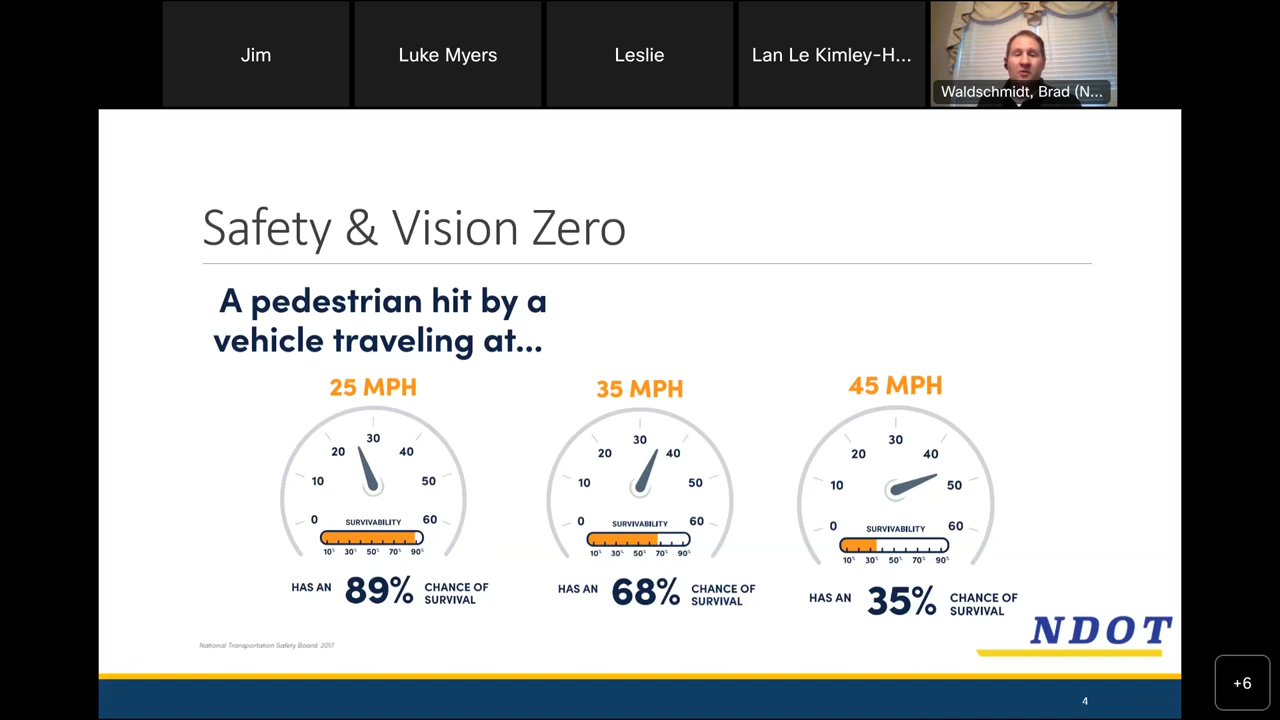 Jim
Luke Myers
Leslie
Lan Le Kimley-H...
Waldschmidt, Brad (N...
Safety & Vision Zero
A pedestrian hit by a
vehicle traveling at...
25 MPH
0 10 20 30 40 50 60
SURVIVABILITY
10% 30% 50% 70% 90%
HAS AN 89% CHANCE OF SURVIVAL
35 MPH
0 10 20 30 40 50 60
SURVIVABILITY
10% 30% 50% 70% 90%
HAS AN 68% CHANCE OF SURVIVAL
45 MPH
0 10 20 30 40 50 60
SURVIVABILITY
10% 30% 50% 70% 90%
HAS AN 35% CHANCE OF SURVIVAL
National Transportation Safety Board. 2017
NDOT
4
+6